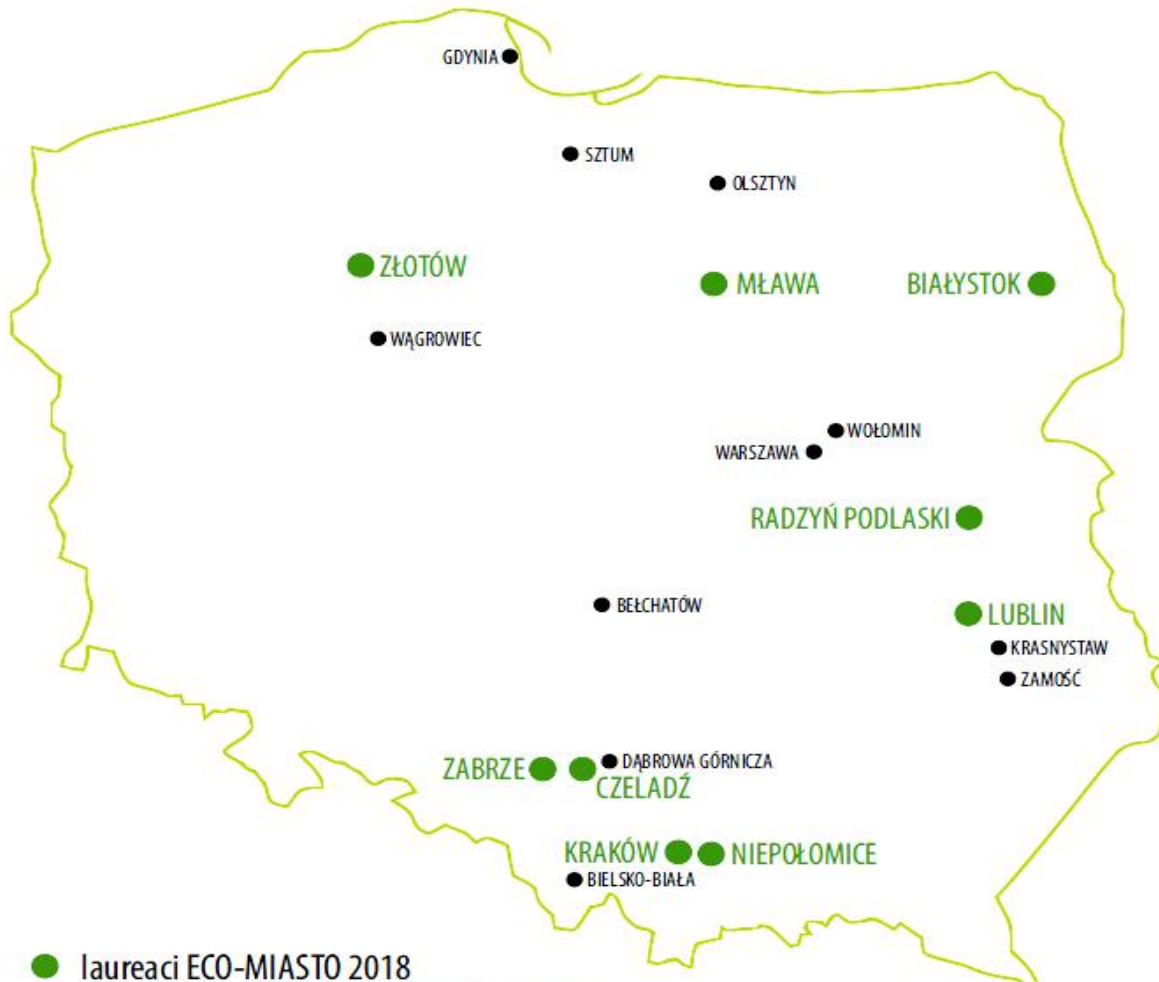 GDYNIA
SZTUM
OLSZTYN
ZŁOTÓW
MŁAWA
BIAŁYSTOK
WĄGROWIEC
WOŁOMIN
WARSZAWA
RADZYŃ PODLASKI
BEŁCHATÓW
LUBLIN
KRASNYSTAW
ZAMOŚĆ
DĄBROWA GÓRNICZA
ZABRZE
CZELADŹ
KRAKÓW
NIEPOŁOMICE
BIELSKO-BIAŁA
laureaci ECO-MIASTO 2018